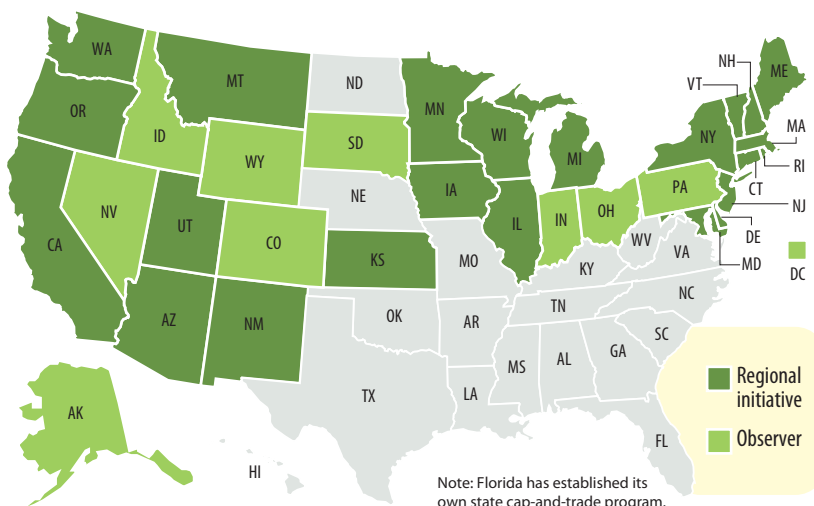 WA
MT
ND
MN
OR
ID
WY
SD
WI
MI
NH
VT
ME
NY
MA
RI
CT
NJ
NV
UT
CO
NE
IA
IL
IN
OH
PA
DE
MD
DC
CA
AZ
NM
KS
MO
KY
WV
VA
OK
AR
TN
NC
TX
LA
MS
AL
GA
SC
FL
AK
HI
Regional
initiative
Observer
Note: Florida has established its
own state cap-and-trade program.